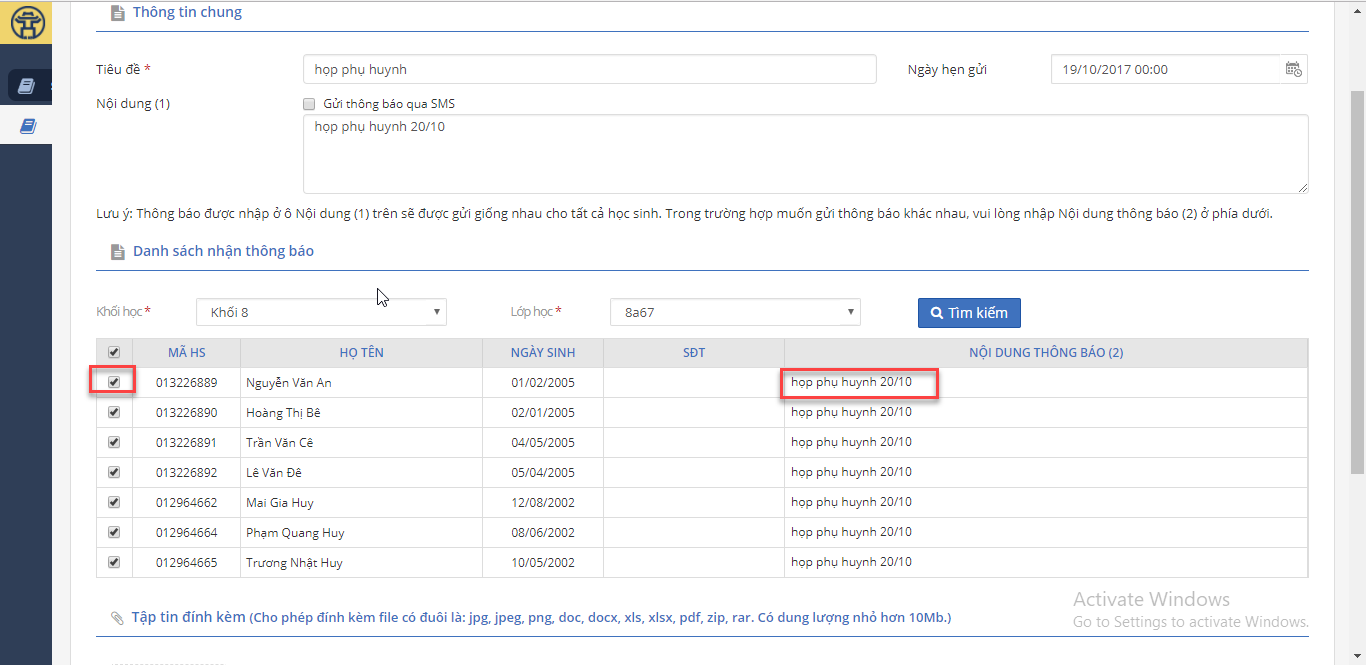 Thông tin chung
Tiêu đề * họp phụ huynh Ngày hẹn gửi 19/10/2017 00:00
Nội dung (1) Gửi thông báo qua SMS
họp phụ huynh 20/10
Lưu ý: Thông báo được nhập ở ô Nội dung (1) trên sẽ được gửi giống nhau cho tất cả học sinh. Trong trường hợp muốn gửi thông báo khác nhau, vui lòng nhập Nội dung thông báo (2) ở phía dưới.
Danh sách nhận thông báo
Khối học * Khối 8 Lớp học * 8a67 Tìm kiếm
MÃ HS HỌ TÊN NGÀY SINH SĐT NỘI DUNG THÔNG BÁO (2)
013226889 Nguyễn Văn An 01/02/2005 họp phụ huynh 20/10
013226890 Hoàng Thị Bê 02/01/2005 họp phụ huynh 20/10
013226891 Trần Văn Cê 04/05/2005 họp phụ huynh 20/10
013226892 Lê Văn Đê 05/04/2005 họp phụ huynh 20/10
012964662 Mai Gia Huy 12/08/2002 họp phụ huynh 20/10
012964664 Phạm Quang Huy 08/06/2002 họp phụ huynh 20/10
012964665 Trương Nhật Huy 10/05/2002 họp phụ huynh 20/10
Tập tin đính kèm (Cho phép đính kèm file có đuôi là: jpg, jpeg, png, doc, docx, xls, xlsx, pdf, zip, rar. Có dung lượng nhỏ hơn 10Mb.)
Activate Windows
Go to Settings to activate Windows.